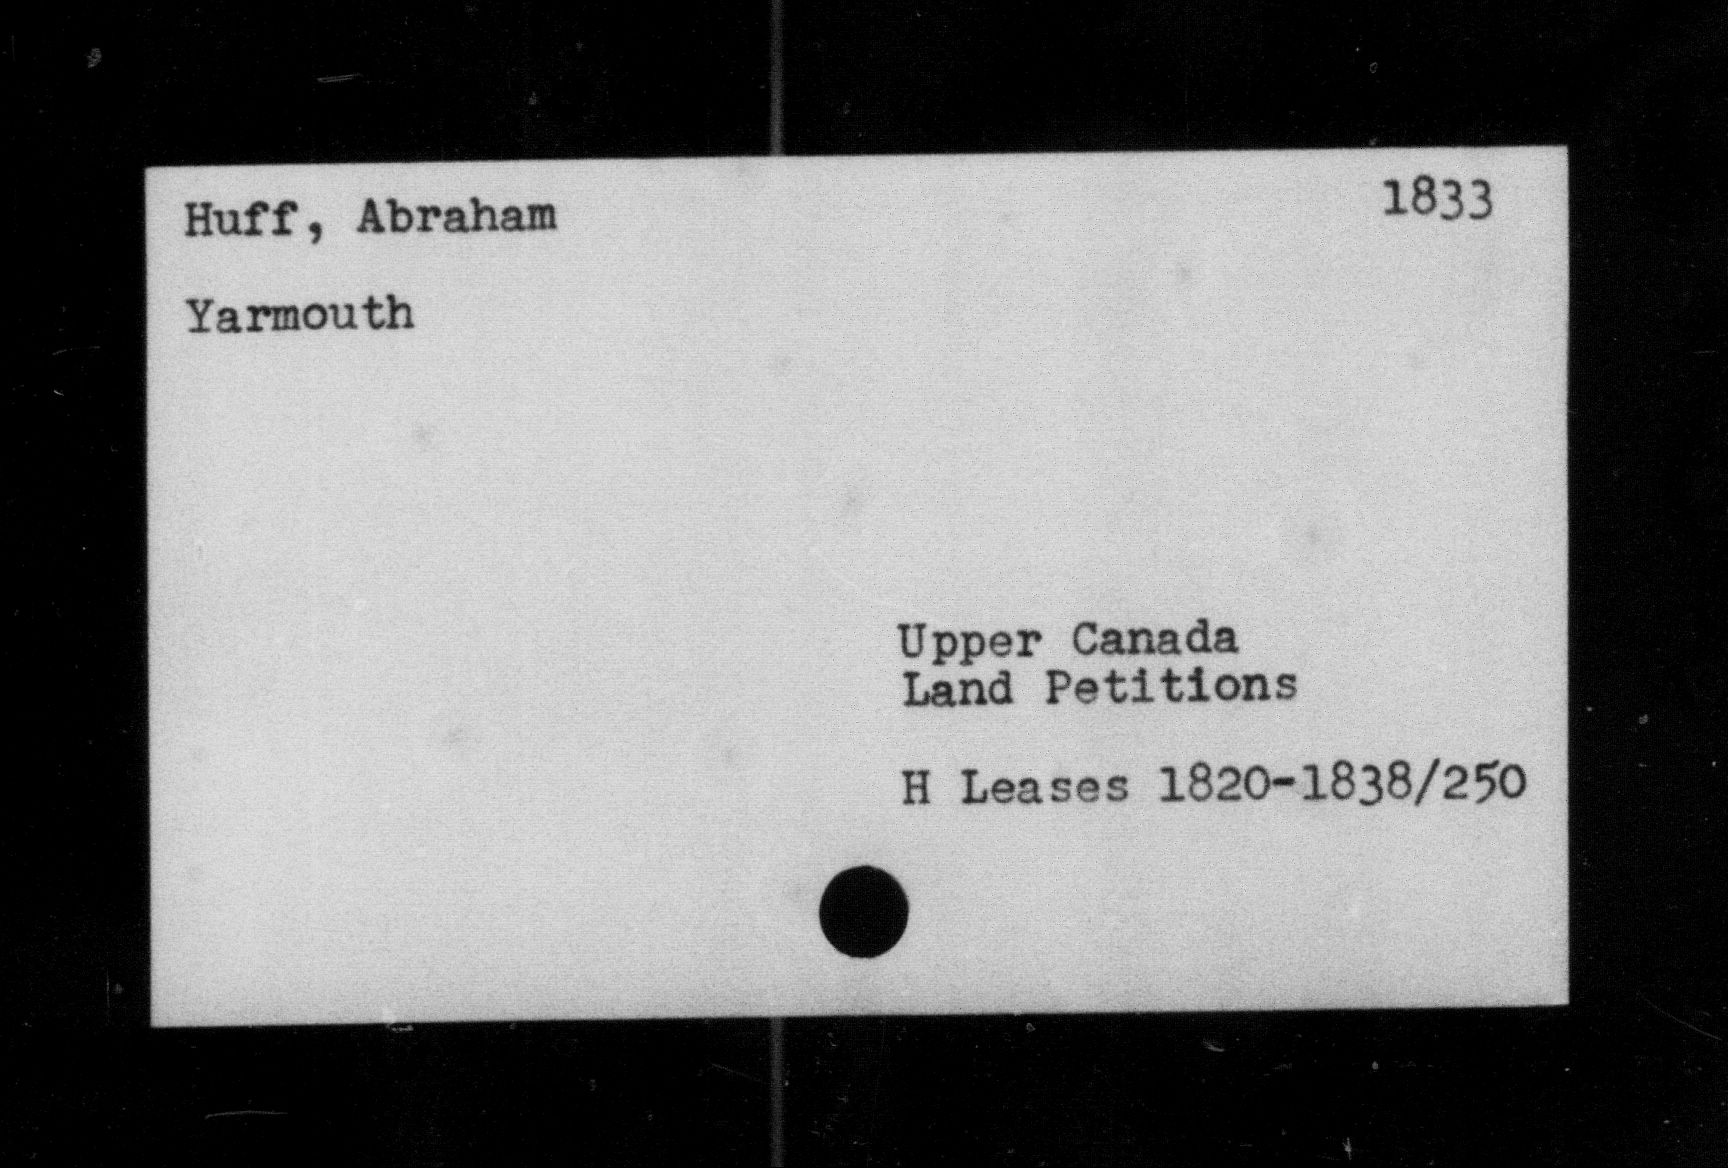 Huff, Abraham 1833
Yarmouth
Upper Canada
Land Petitions
H Leases 1820-1838/250